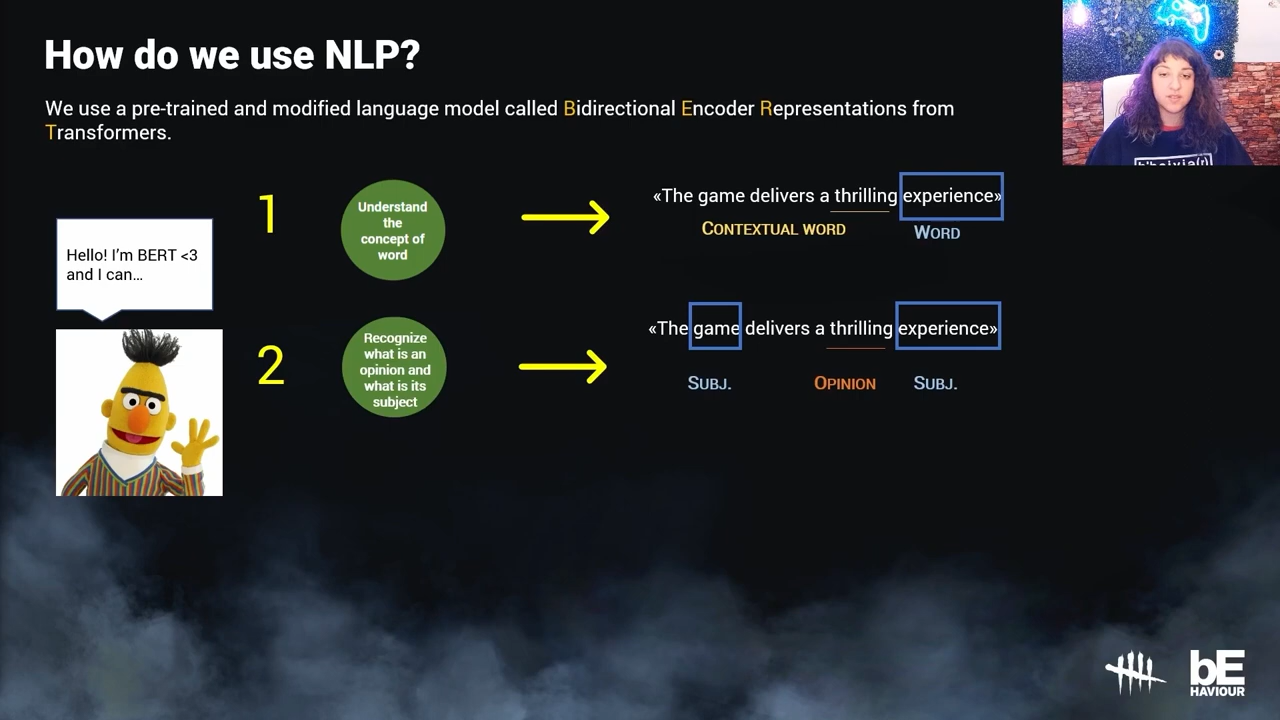 How do we use NLP?
We use a pre-trained and modified language model called Bidirectional Encoder Representations from
Transformers.
Hello! I'm BERT <3
and I can...
1
Understand
the
concept of
word
«The game delivers a thrilling experience»
CONTEXTUAL WORD
WORD
2
Recognize
what is an
opinion and
what is its
subject
«The game delivers a thrilling experience»
SUBJ.
OPINION
SUBJ.
bE
HAVIOUR